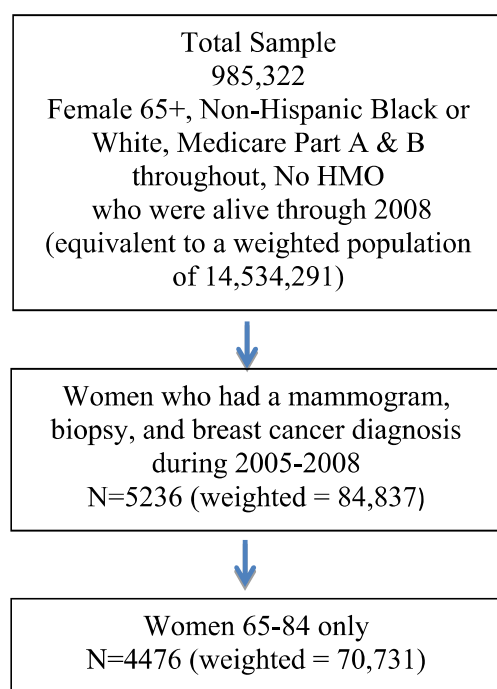 Total Sample
985,322
Female 65+, Non-Hispanic Black or
White, Medicare Part A & B
throughout, No HMO
who were alive through 2008
(equivalent to a weighted population
of 14,534,291)
Women who had a mammogram,
biopsy, and breast cancer diagnosis
during 2005-2008
N=5236 (weighted = 84,837)
Women 65-84 only
N=4476 (weighted = 70,731)